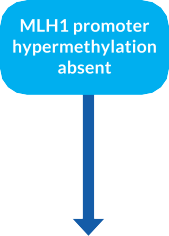 MLH1 promoter
hypermethylation
absent